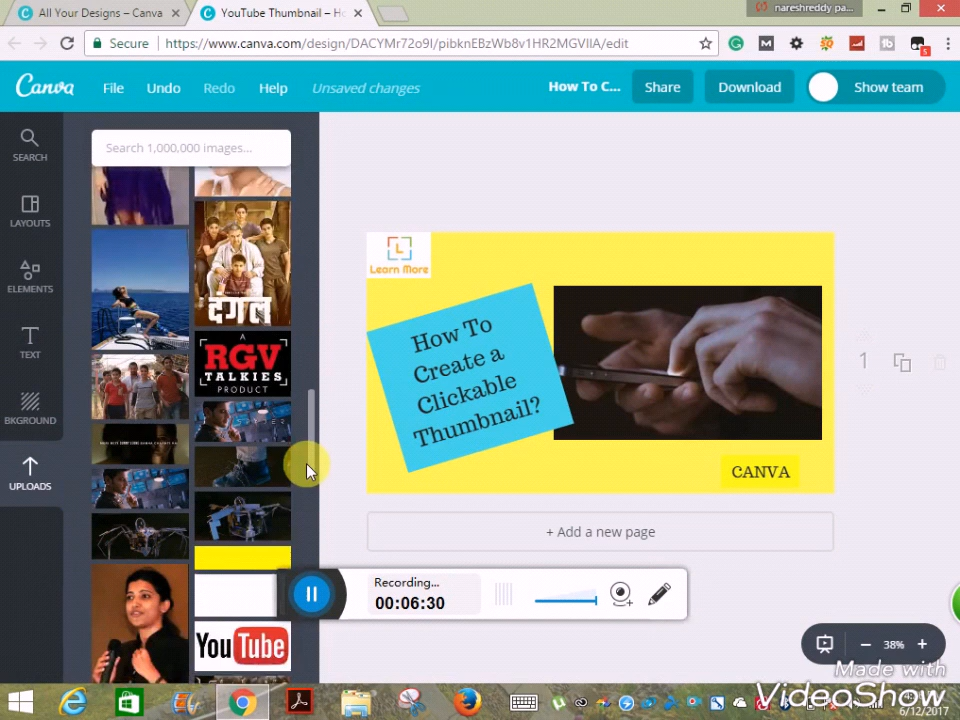 All Your Designs – Canva
YouTube Thumbnail – Ho
nareshreddy pa...
Secure
https://www.canva.com/design/DACYMr72o9I/pibknEBzWb8v1HR2MGVIIA/edit
5
Canva
File
Undo
Redo
Help
Unsaved changes
How To C...
Share
Download
Show team
SEARCH
LAYOUTS
ELEMENTS
TEXT
BKGROUND
UPLOADS
Search 1,000,000 images...
दंगल
A
RGV
TALKIES
PRODUCT
YouTube
L
Learn More
How To
Create a
Clickable
Thumbnail?
CANVA
1
+ Add a new page
Recording...
00:06:30
38%
Made with
VideoShow
6/12/2017